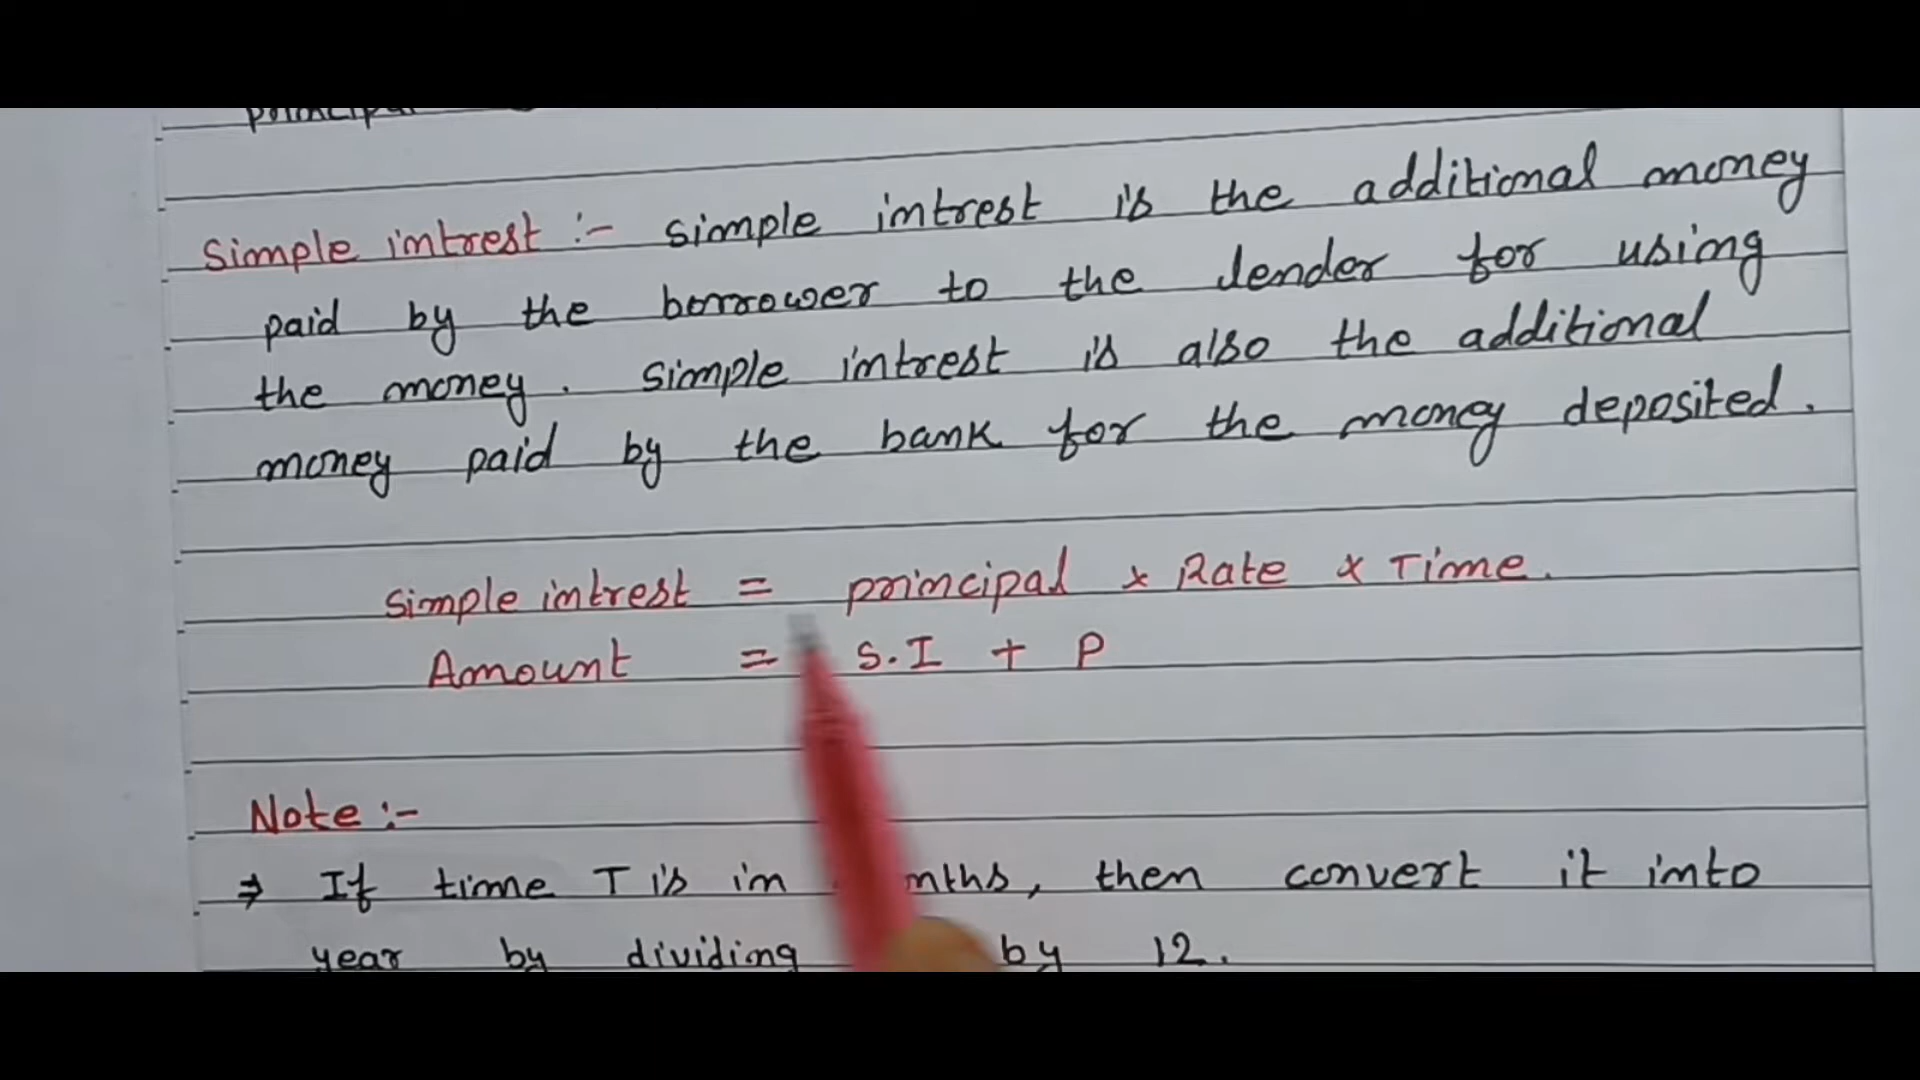 principal
Simple intrest :- simple intrest is the additional money
paid by the borrower to the lender for using
the money. Simple intrest is also the additional
money paid by the bank for the money deposited.
Simple intrest = principal × Rate × Time.
Amount = S.I + P
Note :-
⇒ If time T is in nths, then convert it into
year by dividing by 12.